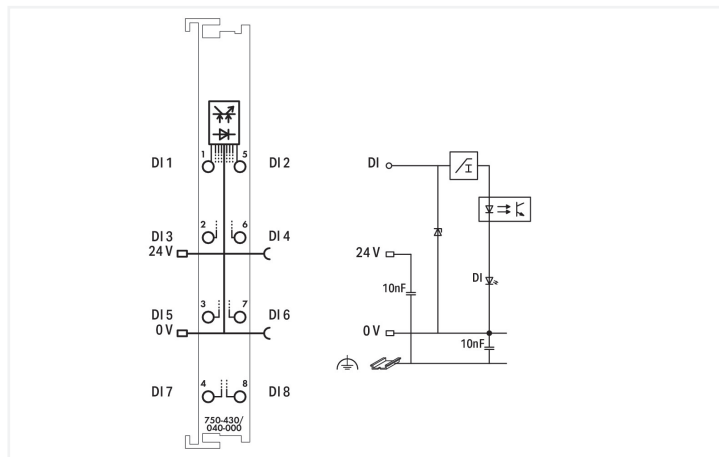 1 5
DI 1 DI 2
2 6
DI 3 DI 4
24 V
3 7
DI 5 DI 6
0 V
4 8
DI 7 DI 8
750-430/
040-000
DI
I
24 V
10nF
DI
0 V
10nF